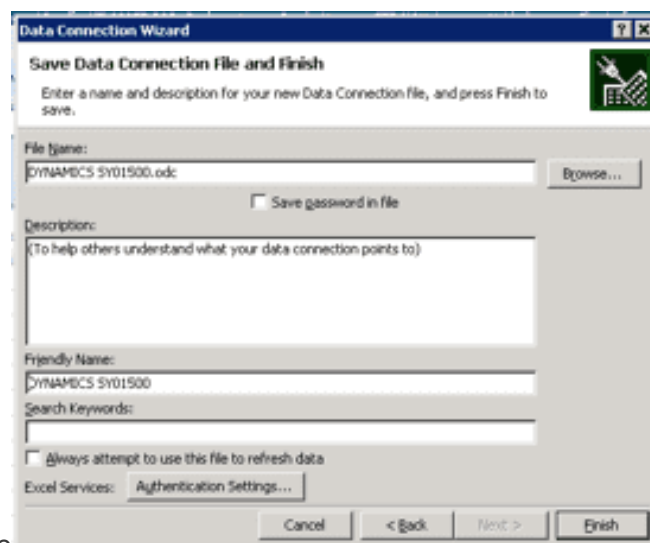 Data Connection Wizard
Save Data Connection File and Finish
Enter a name and description for your new Data Connection file, and press Finish to
save.
File Name:
DYNAMICS SY01500.odc
Browse...
Save password in file
Description:
(To help others understand what your data connection points to)
Friendly Name:
DYNAMICS SY01500
Search Keywords:
Always attempt to use this file to refresh data
Excel Services: Authentication Settings...
Cancel < Back Next > Finish